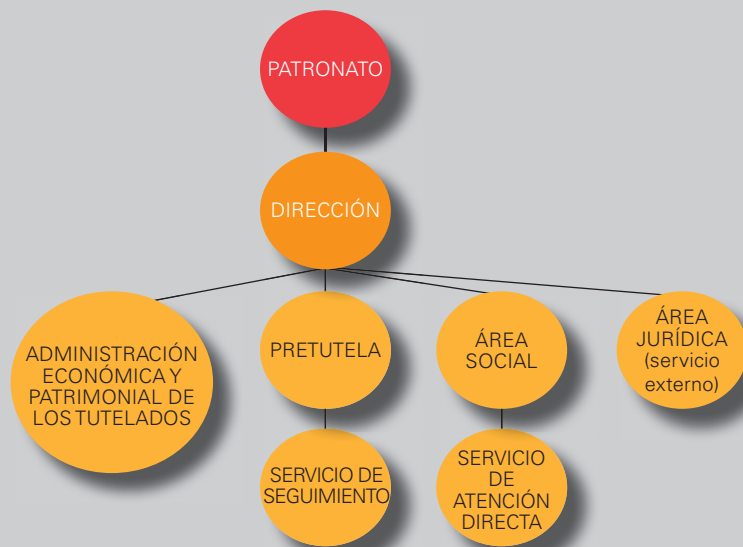 PATRONATO
DIRECCIÓN
ADMINISTRACIÓN
ECONÓMICA Y
PATRIMONIAL DE
LOS TUTELADOS
PRETUTELA
ÁREA
SOCIAL
ÁREA
JURÍDICA
(servicio
externo)
SERVICIO DE
SEGUIMIENTO
SERVICIO
DE
ATENCIÓN
DIRECTA